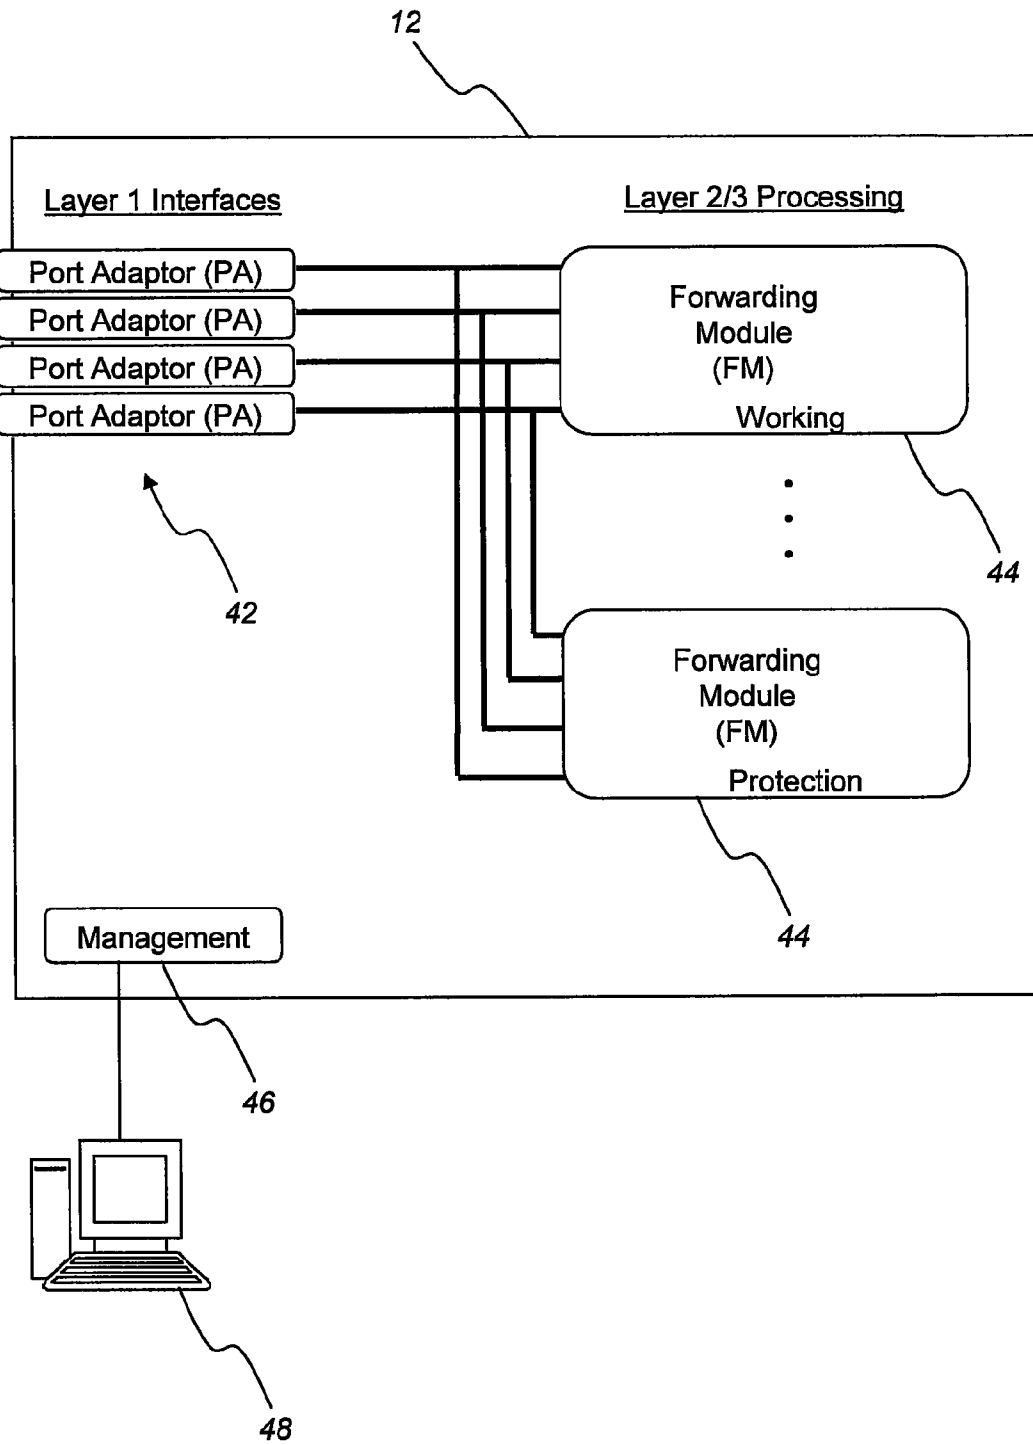 12
Layer 1 Interfaces
Layer 2/3 Processing
Port Adaptor (PA)
Port Adaptor (PA)
Port Adaptor (PA)
Port Adaptor (PA)
Forwarding
Module
(FM)
Working
44
42
Forwarding
Module
(FM)
Protection
44
Management
46
48